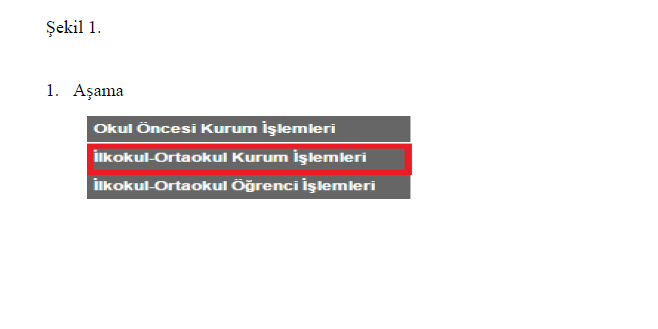 Şekil 1.
1. Aşama
Okul Öncesi Kurum İşlemleri
İlkokul-Ortaokul Kurum İşlemleri
İlkokul-Ortaokul Öğrenci İşlemleri